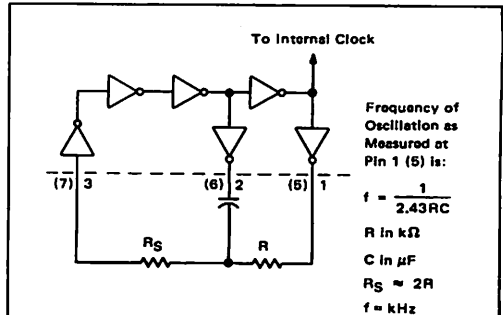 To Internal Clock
Frequency of
Oscillation as
Measured at
Pin 1 (5) is:
(7) 3
(6) 2
(5) 1
f = 1 / 2.43RC
R in kΩ
C in μF
RS ≈ 2R
f = kHz
RS
R